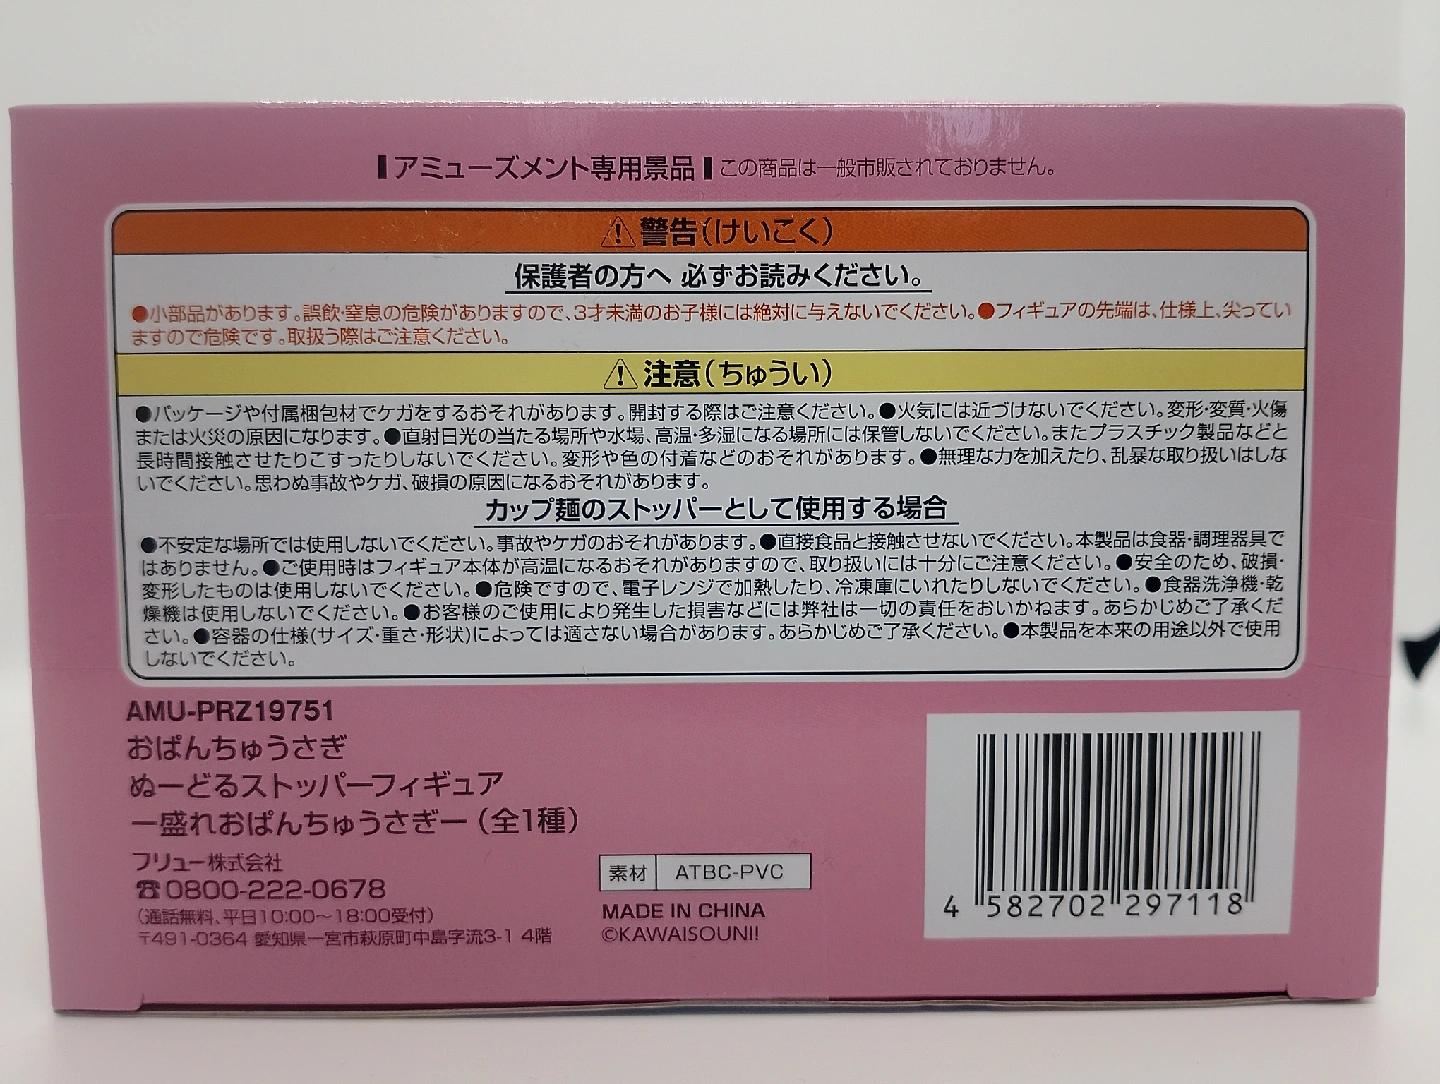 アミューズメント専用景品 この商品は一般市販されておりません。
⚠警告(けいこく)
保護者の方へ 必ずお読みください。
●小部品があります。誤飲・窒息の危険がありますので、3才未満のお子様には絶対に与えないでください。●フィギュアの先端は、仕様上、尖ってい
ますので危険です。取扱う際はご注意ください。
⚠注意(ちゅうい)
●パッケージや付属梱包材でケガをするおそれがあります。開封する際はご注意ください。●火気には近づけないでください。変形・変質・火傷
または火災の原因になります。●直射日光の当たる場所や水場、高温・多湿になる場所には保管しないでください。またプラスチック製品などと
長時間接触させたりこすったりしないでください。変形や色の付着などのおそれがあります。●無理な力を加えたり、乱暴な取り扱いはしな
いでください。思わぬ事故やケガ、破損の原因になるおそれがあります。
カップ麺のストッパーとして使用する場合
●不安定な場所では使用しないでください。事故やケガのおそれがあります。●直接食品と接触させないでください。本製品は食器・調理器具で
はありません。●ご使用時はフィギュア本体が高温になるおそれがありますので、取り扱いには十分にご注意ください。●安全のため、破損・
変形したものは使用しないでください。●危険ですので、電子レンジで加熱したり、冷凍庫にいれたりしないでください。●食器洗浄機・乾
燥機は使用しないでください。●お客様のご使用により発生した損害などには弊社は一切の責任をおいかねます。あらかじめご了承くだ
さい。●容器の仕様(サイズ・重さ・形状)によっては適さない場合があります。あらかじめご了承ください。●本製品を本来の用途以外で使用
しないでください。
AMU-PRZ19751
おぱんちゅうさぎ
ぬーどるストッパーフィギュア
ー盛れおぱんちゅうさぎー(全1種)
フリュー株式会社
☎0800-222-0678
(通話無料、平日10:00〜18:00受付)
〒491-0364 愛知県一宮市萩原町中島字流3-1 4階
素材 ATBC-PVC
MADE IN CHINA
©KAWAISOUNI!
4 582702 297118